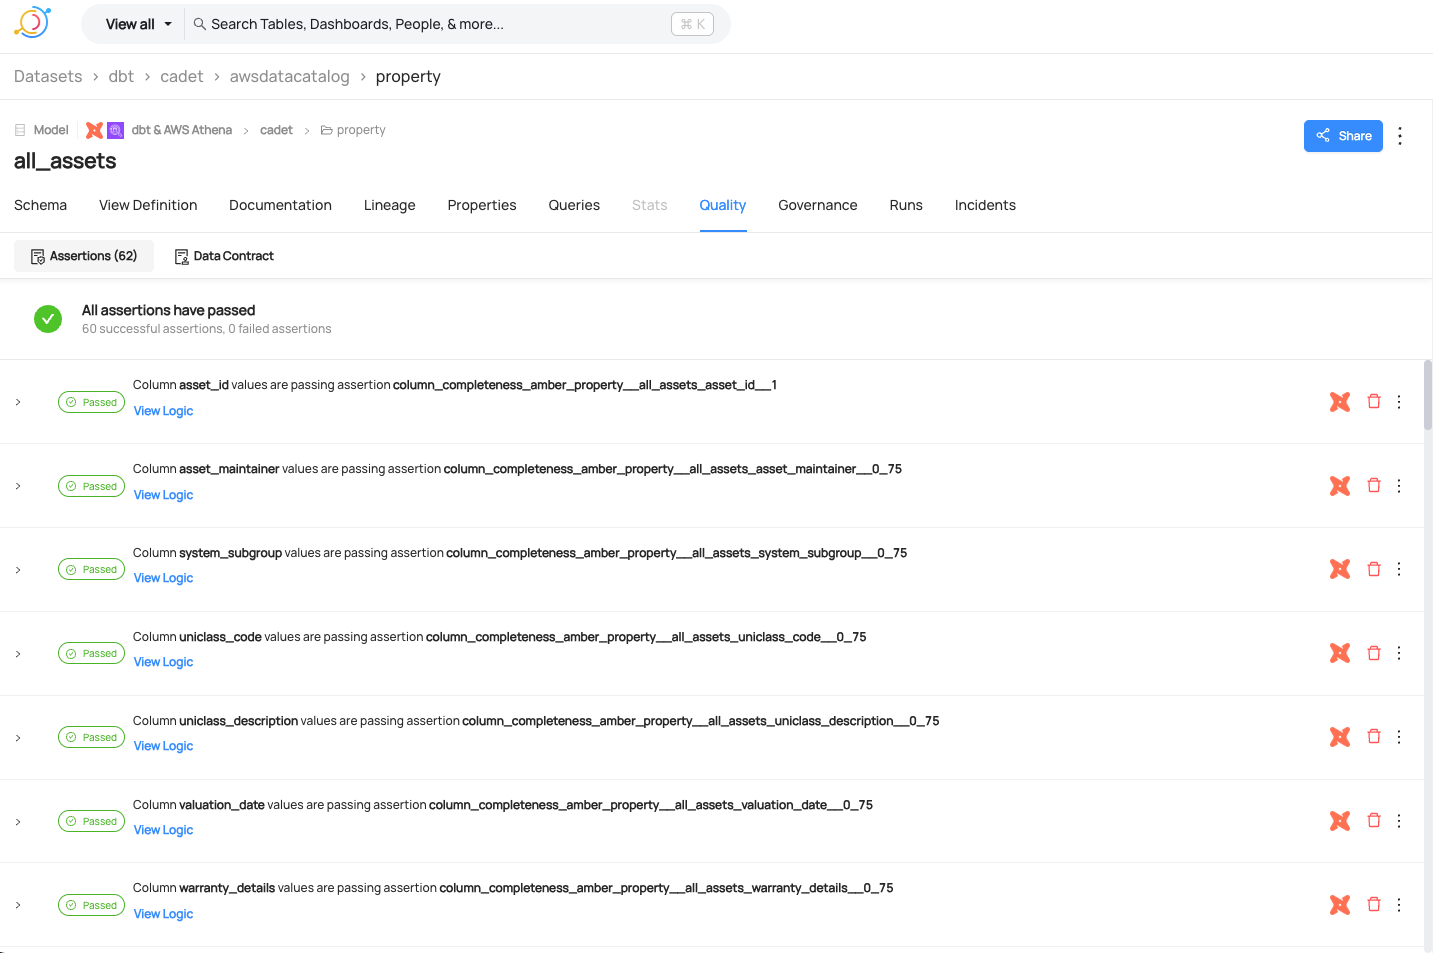 View all
Search Tables, Dashboards, People, & more...
⌘ K
Datasets > dbt > cadet > awsdatacatalog > property
Model dbt & AWS Athena > cadet > property
Share
all_assets
Schema View Definition Documentation Lineage Properties Queries Stats Quality Governance Runs Incidents
Assertions (62) Data Contract
All assertions have passed
60 successful assertions, 0 failed assertions
Column asset_id values are passing assertion column_completeness_amber_property__all_assets_asset_id__1
Passed
View Logic
Column asset_maintainer values are passing assertion column_completeness_amber_property__all_assets_asset_maintainer__0_75
Passed
View Logic
Column system_subgroup values are passing assertion column_completeness_amber_property__all_assets_system_subgroup__0_75
Passed
View Logic
Column uniclass_code values are passing assertion column_completeness_amber_property__all_assets_uniclass_code__0_75
Passed
View Logic
Column uniclass_description values are passing assertion column_completeness_amber_property__all_assets_uniclass_description__0_75
Passed
View Logic
Column valuation_date values are passing assertion column_completeness_amber_property__all_assets_valuation_date__0_75
Passed
View Logic
Column warranty_details values are passing assertion column_completeness_amber_property__all_assets_warranty_details__0_75
Passed
View Logic